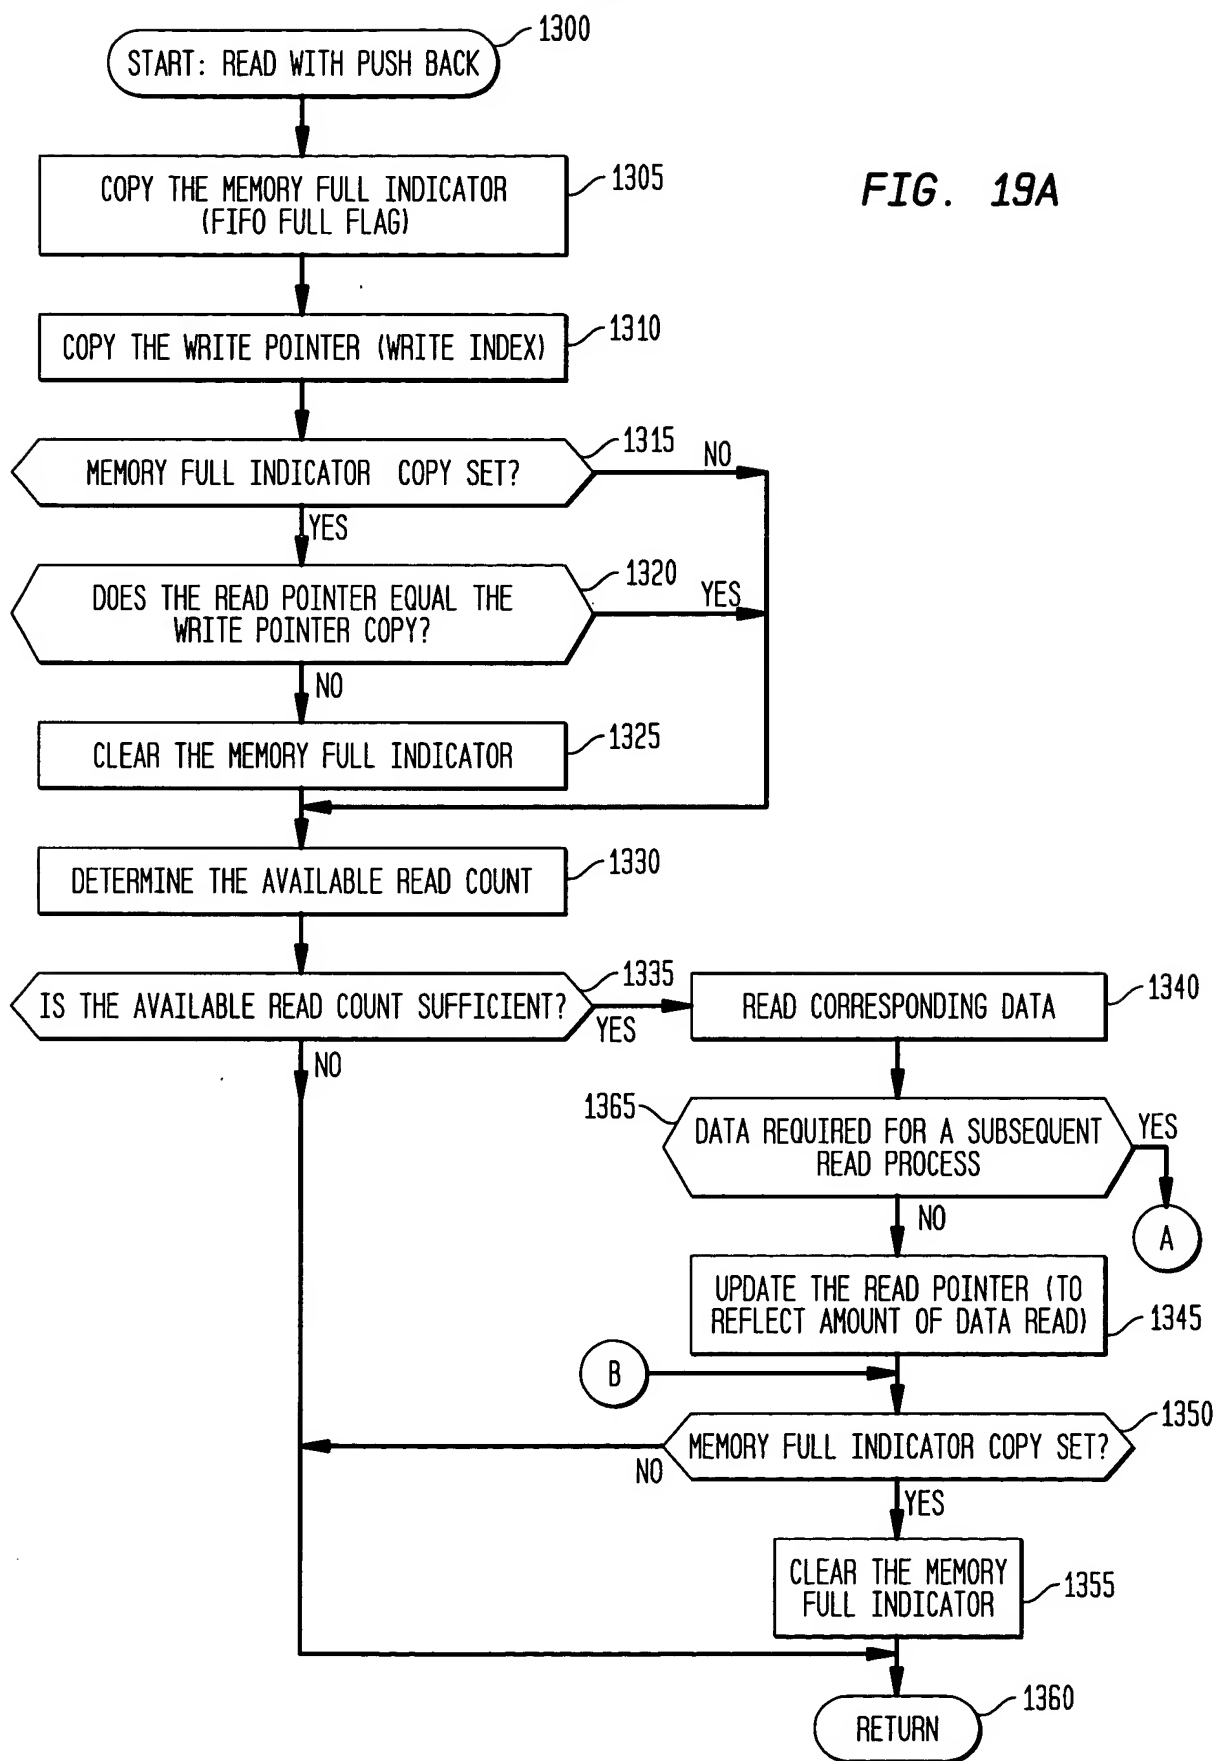 1300
START: READ WITH PUSH BACK
FIG. 19A
1305
COPY THE MEMORY FULL INDICATOR
(FIFO FULL FLAG)
1310
COPY THE WRITE POINTER (WRITE INDEX)
1315
MEMORY FULL INDICATOR COPY SET?
NO
YES
1320
DOES THE READ POINTER EQUAL THE
WRITE POINTER COPY?
YES
NO
1325
CLEAR THE MEMORY FULL INDICATOR
1330
DETERMINE THE AVAILABLE READ COUNT
1335
IS THE AVAILABLE READ COUNT SUFFICIENT?
YES
NO
1340
READ CORRESPONDING DATA
1365
DATA REQUIRED FOR A SUBSEQUENT
READ PROCESS
YES
A
NO
UPDATE THE READ POINTER (TO
REFLECT AMOUNT OF DATA READ)
1345
B
1350
MEMORY FULL INDICATOR COPY SET?
NO
YES
CLEAR THE MEMORY
FULL INDICATOR
1355
1360
RETURN